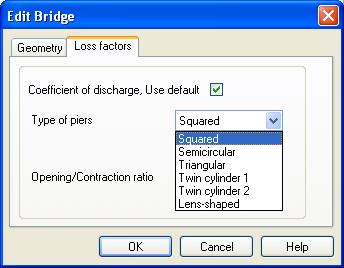 Edit Bridge
Geometry
Loss factors
Coefficient of discharge, Use default
Type of piers
Squared
Squared
Semicircular
Triangular
Twin cylinder 1
Twin cylinder 2
Lens-shaped
Opening/Contraction ratio
OK
Cancel
Help